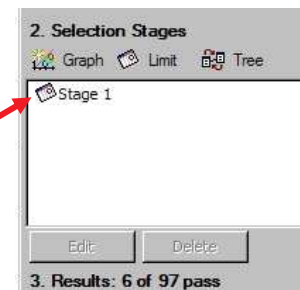 2. Selection Stages
Graph Limit Tree
Stage 1
Edit Delete
3. Results: 6 of 97 pass